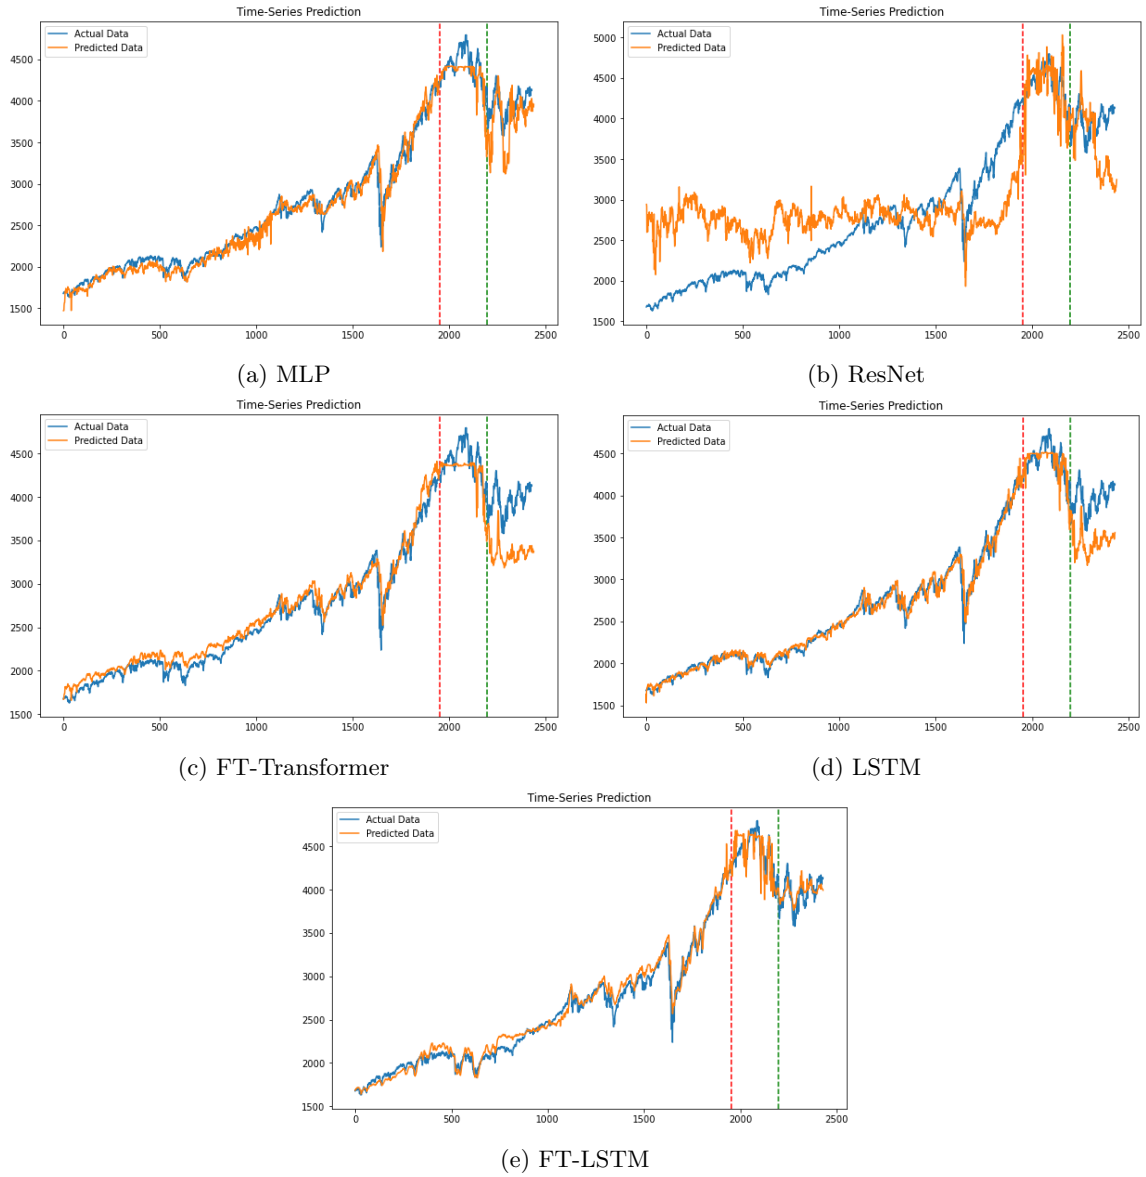 Time-Series Prediction
Actual Data
Predicted Data
4500
4000
3500
3000
2500
2000
1500
0 500 1000 1500 2000 2500
(a) MLP
Time-Series Prediction
Actual Data
Predicted Data
5000
4500
4000
3500
3000
2500
2000
1500
0 500 1000 1500 2000 2500
(b) ResNet
Time-Series Prediction
Actual Data
Predicted Data
4500
4000
3500
3000
2500
2000
1500
0 500 1000 1500 2000 2500
(c) FT-Transformer
Time-Series Prediction
Actual Data
Predicted Data
4500
4000
3500
3000
2500
2000
1500
0 500 1000 1500 2000 2500
(d) LSTM
Time-Series Prediction
Actual Data
Predicted Data
4500
4000
3500
3000
2500
2000
1500
0 500 1000 1500 2000 2500
(e) FT-LSTM